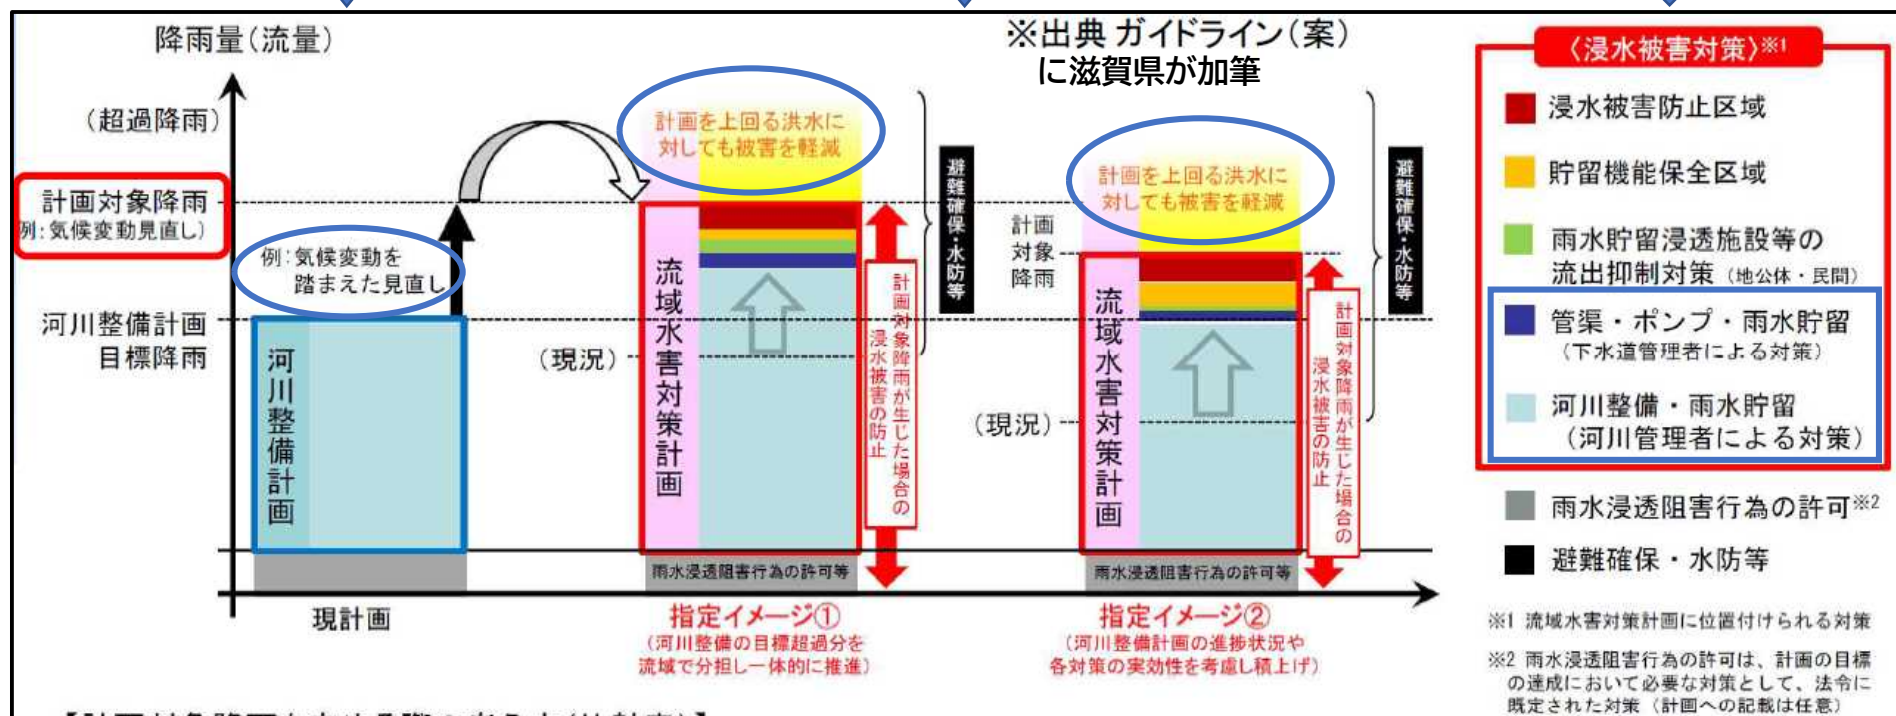 降雨量(流量)
(超過降雨)
計画対象降雨
例:気候変動見直し)
河川整備計画
目標降雨
例:気候変動を
踏まえた見直し
河川整備計画
現計画
計画を上回る洪水に
対しても被害を軽減
(現況)
流域水害対策計画
計画対象降雨が生じた場合の
浸水被害の防止
避難確保・水防等
雨水浸透阻害行為の許可等
指定イメージ①
(河川整備の目標超過分を
流域で分担し一体的に推進)
※出典 ガイドライン(案)
に滋賀県が加筆
計画を上回る洪水に
対しても被害を軽減
計画
対象
降雨
(現況)
流域水害対策計画
計画対象降雨が生じた場合の
浸水被害の防止
避難確保・水防等
雨水浸透阻害行為の許可等
指定イメージ②
(河川整備計画の進捗状況や
各対策の実効性を考慮し積上げ)
〈浸水被害対策〉※1
浸水被害防止区域
貯留機能保全区域
雨水貯留浸透施設等の
流出抑制対策(地公体・民間)
管渠・ポンプ・雨水貯留
(下水道管理者による対策)
河川整備・雨水貯留
(河川管理者による対策)
雨水浸透阻害行為の許可※2
避難確保・水防等
※1 流域水害対策計画に位置付けられる対策
※2 雨水浸透阻害行為の許可は、計画の目標
の達成において必要な対策として、法令に
既定された対策(計画への記載は任意)